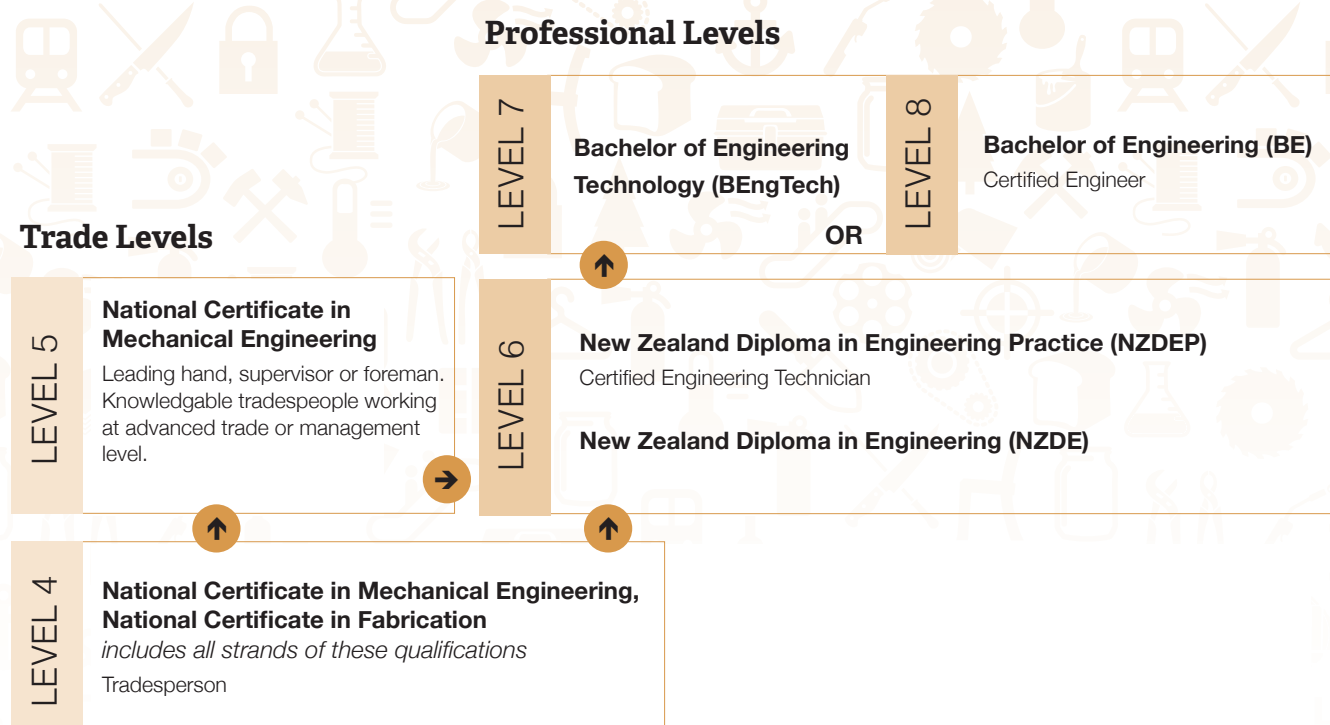 Professional Levels
LEVEL 7
Bachelor of Engineering
Technology (BEngTech)
OR
LEVEL 8
Bachelor of Engineering (BE)
Certified Engineer
Trade Levels
LEVEL 5
National Certificate in
Mechanical Engineering
Leading hand, supervisor or foreman.
Knowledgable tradespeople working
at advanced trade or management
level.
LEVEL 6
New Zealand Diploma in Engineering Practice (NZDEP)
Certified Engineering Technician
New Zealand Diploma in Engineering (NZDE)
LEVEL 4
National Certificate in Mechanical Engineering,
National Certificate in Fabrication
includes all strands of these qualifications
Tradesperson